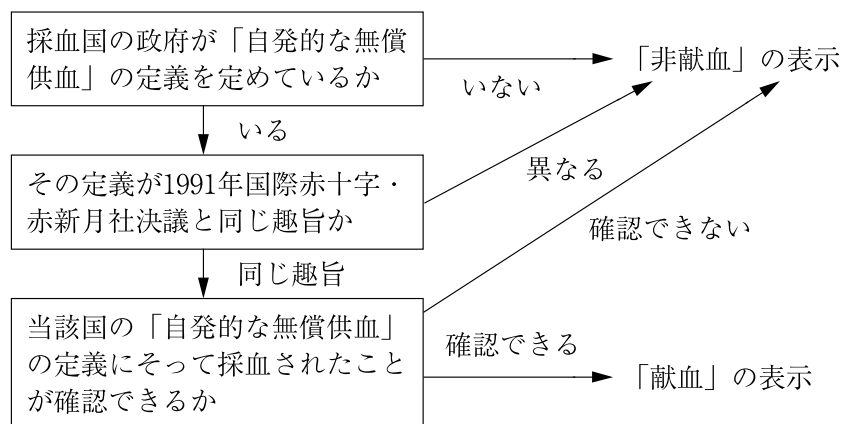 採血国の政府が「自発的な無償
供血」の定義を定めているか
いない
「非献血」の表示
いる
その定義が1991年国際赤十字・
赤新月社決議と同じ趣旨か
異なる
確認できない
同じ趣旨
当該国の「自発的な無償供血」
の定義にそって採血されたこと
が確認できるか
確認できる
「献血」の表示